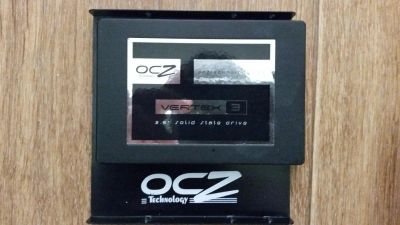 OCZ
VERTEX 3
2.5" Solid State Drive
OCZ
Technology